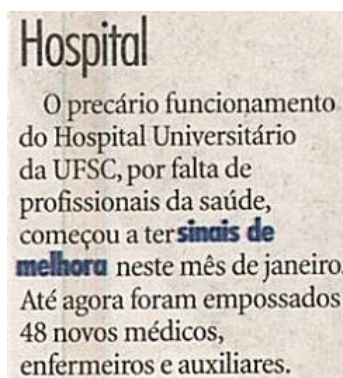 Hospital
O precário funcionamento
do Hospital Universitário
da UFSC, por falta de
profissionais da saúde,
começou a ter sinais de
melhora neste mês de janeiro.
Até agora foram empossados
48 novos médicos,
enfermeiros e auxiliares.